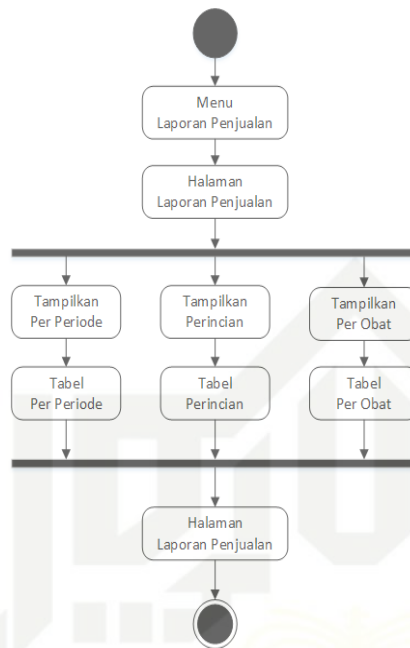 Menu
Laporan Penjualan
Halaman
Laporan Penjualan
Tampilkan
Per Periode
Tampilkan
Perincian
Tampilkan
Per Obat
Tabel
Per Periode
Tabel
Perincian
Tabel
Per Obat
Halaman
Laporan Penjualan